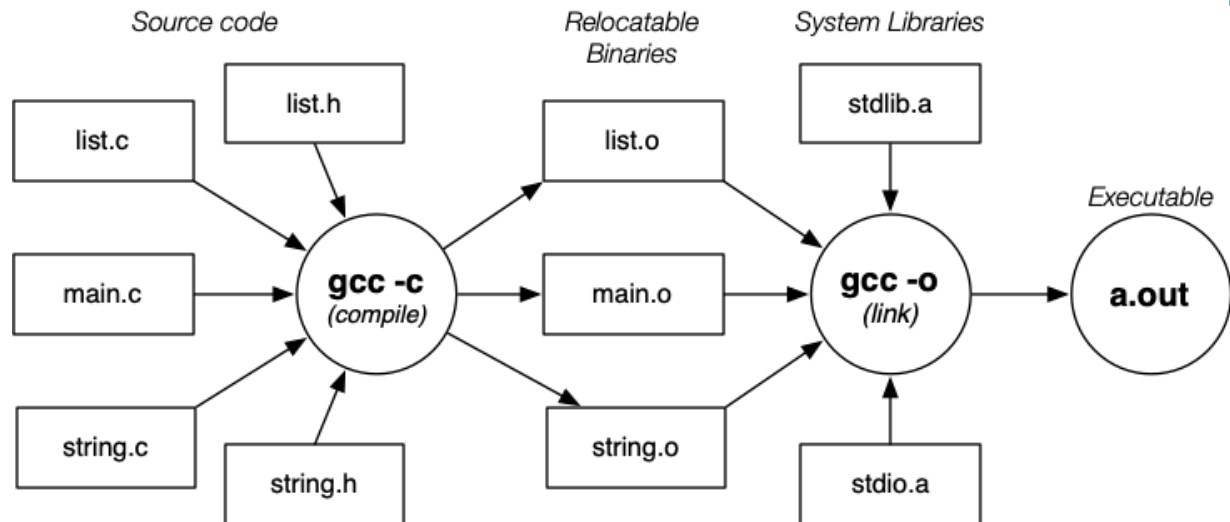 Source code
Relocatable
Binaries
System Libraries
list.h
stdlib.a
list.c
list.o
Executable
main.c
gcc -c
(compile)
main.o
gcc -o
(link)
a.out
string.c
string.h
string.o
stdio.a